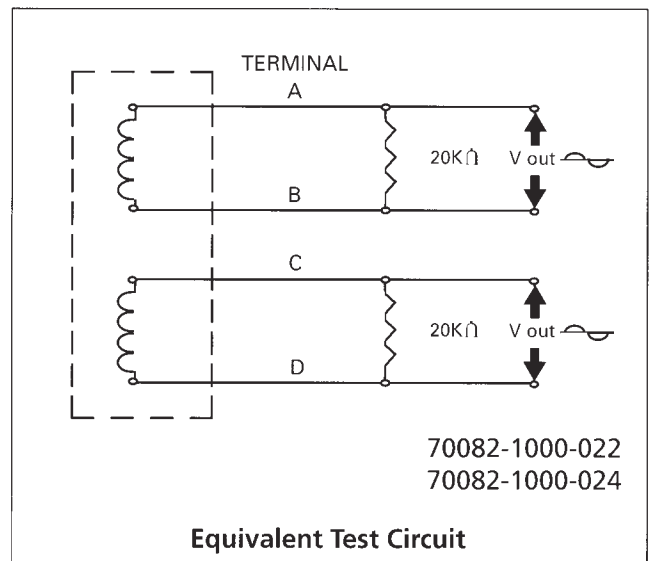 TERMINAL
A
20KΩ V out
B
C
20KΩ V out
D
70082-1000-022
70082-1000-024
Equivalent Test Circuit